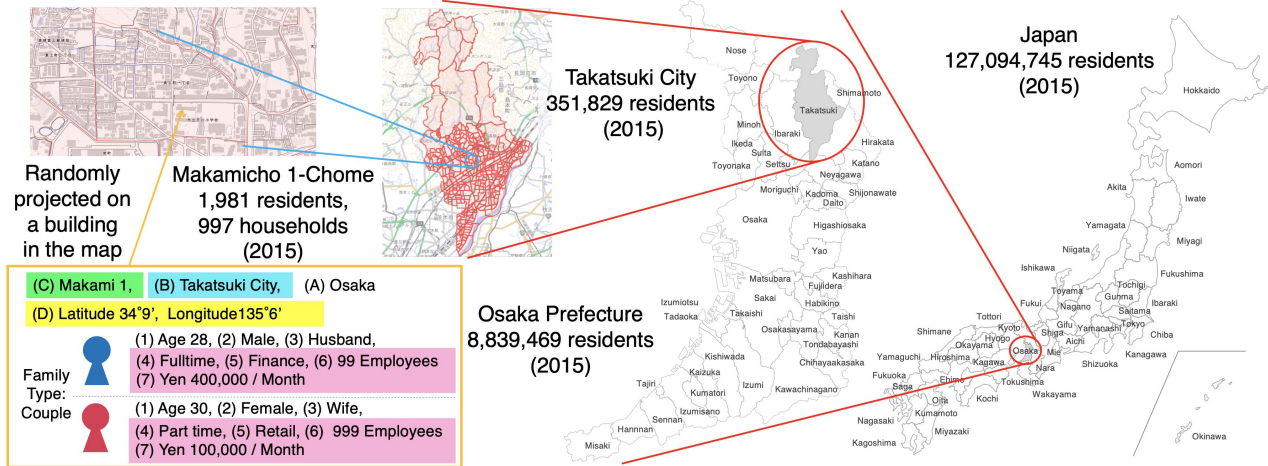 Randomly
projected on
a building
in the map
Makamicho 1-Chome
1,981 residents,
997 households
(2015)
Takatsuki City
351,829 residents
(2015)
Osaka Prefecture
8,839,469 residents
(2015)
Japan
127,094,745 residents
(2015)
(C) Makami 1, (B) Takatsuki City, (A) Osaka
(D) Latitude 34˚9’, Longitude135˚6’
Family
Type:
Couple
(1) Age 28, (2) Male, (3) Husband,
(4) Fulltime, (5) Finance, (6) 99 Employees
(7) Yen 400,000 / Month
(1) Age 30, (2) Female, (3) Wife,
(4) Part time, (5) Retail, (6) 999 Employees
(7) Yen 100,000 / Month
Nose
Toyono
Takatsuki
Shimamoto
Minoh
Ibaraki
Ikeda
Suita
Hirakata
Toyonaka
Settsu
Katano
Neyagawa
Moriguchi
Kadoma
Shijonawate
Daito
Osaka
Higashiosaka
Yao
Matsubara
Kashihara
Fujiidera
Izumiotsu
Sakai
Habikino
Tadaoka
Takaishi
Taishi
Osakasayama
Kanan
Tondabayashi
Kishiwada
Chihayaakasaka
Kaizuka
Tajiri
Izumi
Kawachinagano
Kumatori
Izumisano
Sennan
Hannnan
Misaki
Hokkaido
Aomori
Akita
Iwate
Yamagata
Miyagi
Niigata
Ishikawa
Fukushima
Toyama
Tochigi
Nagano
Gunma
Ibaraki
Fukui
Saitama
Tottori
Gifu
Tokyo
Shimane
Kyoto
Shiga
Yamanashi
Chiba
Hyogo
Aichi
Okayama
Osaka
Mie
Kanagawa
Yamaguchi
Hiroshima
Kagawa
Shizuoka
Nara
Fukuoka
Ehime
Tokushima
Saga
Wakayama
Kochi
Oita
Kumamoto
Nagasaki
Miyazaki
Kagoshima
Okinawa